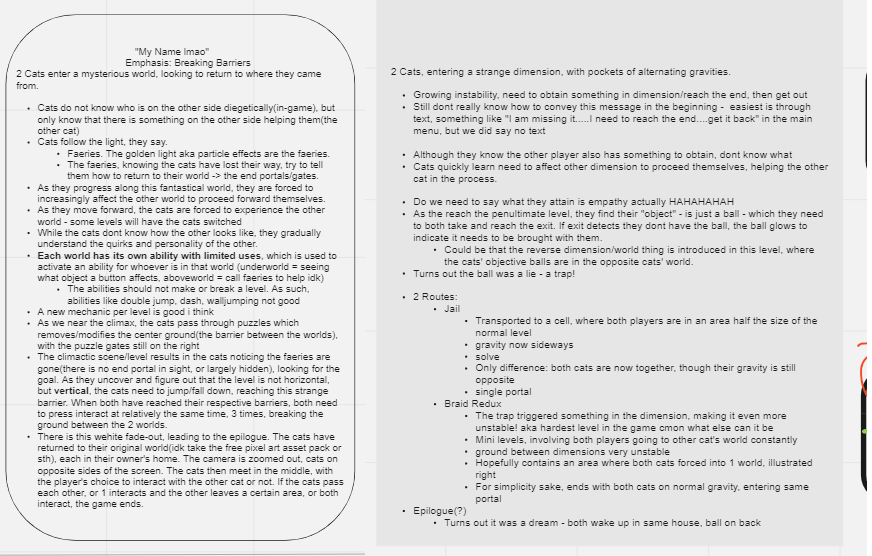 "My Name lmao"
Emphasis: Breaking Barriers
2 Cats enter a mysterious world, looking to return to where they came
from.
• Cats do not know who is on the other side diegetically(in-game), but
only know that there is something on the other side helping them(the
other cat)
• Cats follow the light, they say.
• Faeries. The golden light aka particle effects are the faeries.
• The faeries, knowing the cats have lost their way, try to tell
them how to return to their world -> the end portals/gates.
• As they progress along this fantastical world, they are forced to
increasingly affect the other world to proceed forward themselves.
• As they move forward, the cats are forced to experience the other
world - some levels will have the cats switched
• While the cats dont know how the other looks like, they gradually
understand the quirks and personality of the other.
• Each world has its own ability with limited uses, which is used to
activate an ability for whoever is in that world (underworld = seeing
what object a button affects, aboveworld = call faeries to help idk)
• The abilities should not make or break a level. As such,
abilities like double jump, dash, walljumping not good
• A new mechanic per level is good i think
• As we near the climax, the cats pass through puzzles which
removes/modifies the center ground(the barrier between the worlds),
with the puzzle gates still on the right
• The climactic scene/level results in the cats noticing the faeries are
gone(there is no end portal in sight, or largely hidden), looking for the
goal. As they uncover and figure out that the level is not horizontal,
but vertical, the cats need to jump/fall down, reaching this strange
barrier. When both have reached their respective barriers, both need
to press interact at relatively the same time, 3 times, breaking the
ground between the 2 worlds.
• There is this wehite fade-out, leading to the epilogue. The cats have
returned to their original world(idk take the free pixel art asset pack or
sth), each in their owner's home. The camera is zoomed out, cats on
opposite sides of the screen. The cats then meet in the middle, with
the player's choice to interact with the other cat or not. If the cats pass
each other, or 1 interacts and the other leaves a certain area, or both
interact, the game ends.
2 Cats, entering a strange dimension, with pockets of alternating gravities.
• Growing instability, need to obtain something in dimension/reach the end, then get out
• Still dont really know how to convey this message in the beginning - easiest is through
text, something like "I am missing it.....I need to reach the end....get it back" in the main
menu, but we did say no text
• Although they know the other player also has something to obtain, dont know what
• Cats quickly learn need to affect other dimension to proceed themselves, helping the other
cat in the process.
• Do we need to say what they attain is empathy actually HAHAHAHAH
• As the reach the penultimate level, they find their "object" - is just a ball - which they need
to both take and reach the exit. If exit detects they dont have the ball, the ball glows to
indicate it needs to be brought with them.
• Could be that the reverse dimension/world thing is introduced in this level, where
the cats' objective balls are in the opposite cats' world.
• Turns out the ball was a lie - a trap!
• 2 Routes:
• Jail
• Transported to a cell, where both players are in an area half the size of the
normal level
• gravity now sideways
• solve
• Only difference: both cats are now together, though their gravity is still
opposite
• single portal
• Braid Redux
• The trap triggered something in the dimension, making it even more
unstable! aka hardest level in the game cmon what else can it be
• Mini levels, involving both players going to other cat's world constantly
• ground between dimensions very unstable
• Hopefully contains an area where both cats forced into 1 world, illustrated
right
• For simplicity sake, ends with both cats on normal gravity, entering same
portal
• Epilogue(?)
• Turns out it was a dream - both wake up in same house, ball on back